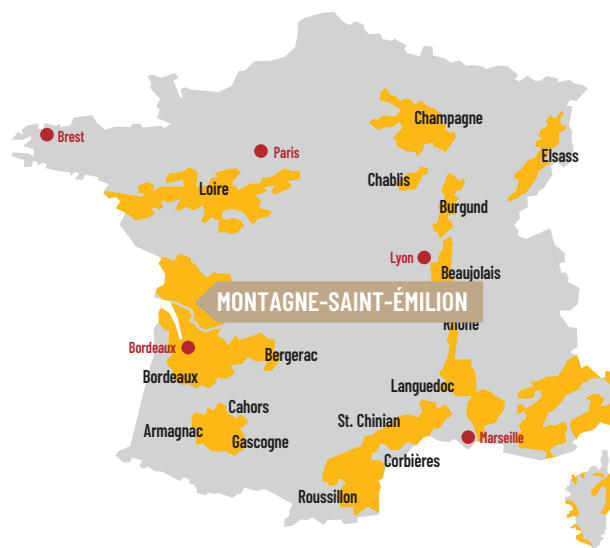 Champagne
Brest
Paris
Elsass
Chablis
Loire
Burgund
Lyon
Beaujolais
MONTAGNE-SAINT-ÉMILION
Rhône
Bordeaux
Bergerac
Bordeaux
Languedoc
Cahors
St. Chinian
Armagnac
Gascogne
Marseille
Corbières
Roussillon